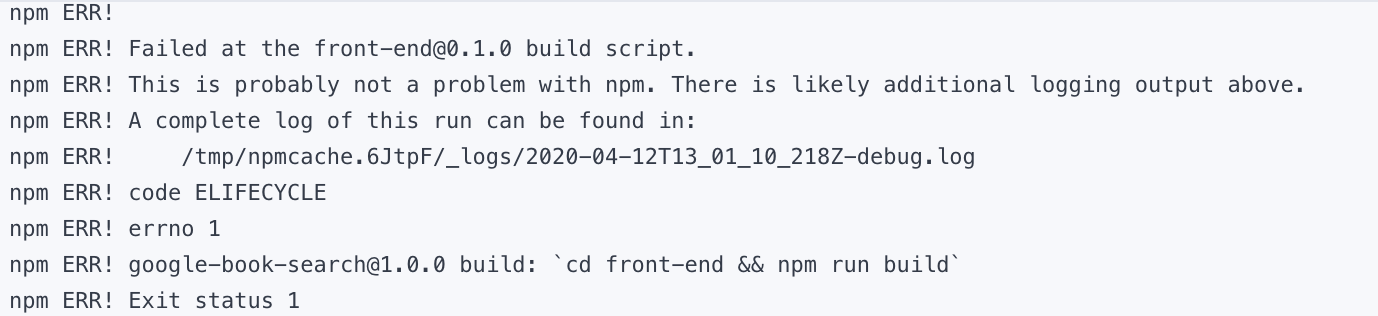 npm ERR!
npm ERR! Failed at the front-end@0.1.0 build script.
npm ERR! This is probably not a problem with npm. There is likely additional logging output above.
npm ERR! A complete log of this run can be found in:
npm ERR!     /tmp/npmcache.6JtpF/_logs/2020-04-12T13_01_10_218Z-debug.log
npm ERR! code ELIFECYCLE
npm ERR! errno 1
npm ERR! google-book-search@1.0.0 build: `cd front-end && npm run build`
npm ERR! Exit status 1